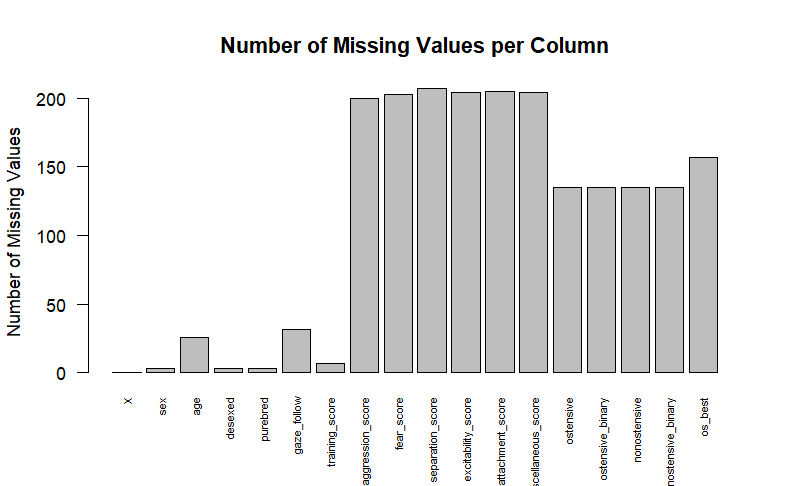 Number of Missing Values per Column
Number of Missing Values
200
150
100
50
0
X
sex
age
desexed
purebred
gaze_follow
training_score
aggression_score
fear_score
separation_score
excitability_score
attachment_score
scellaneous_score
ostensive
ostensive_binary
nonostensive
nostensive_binary
os_best